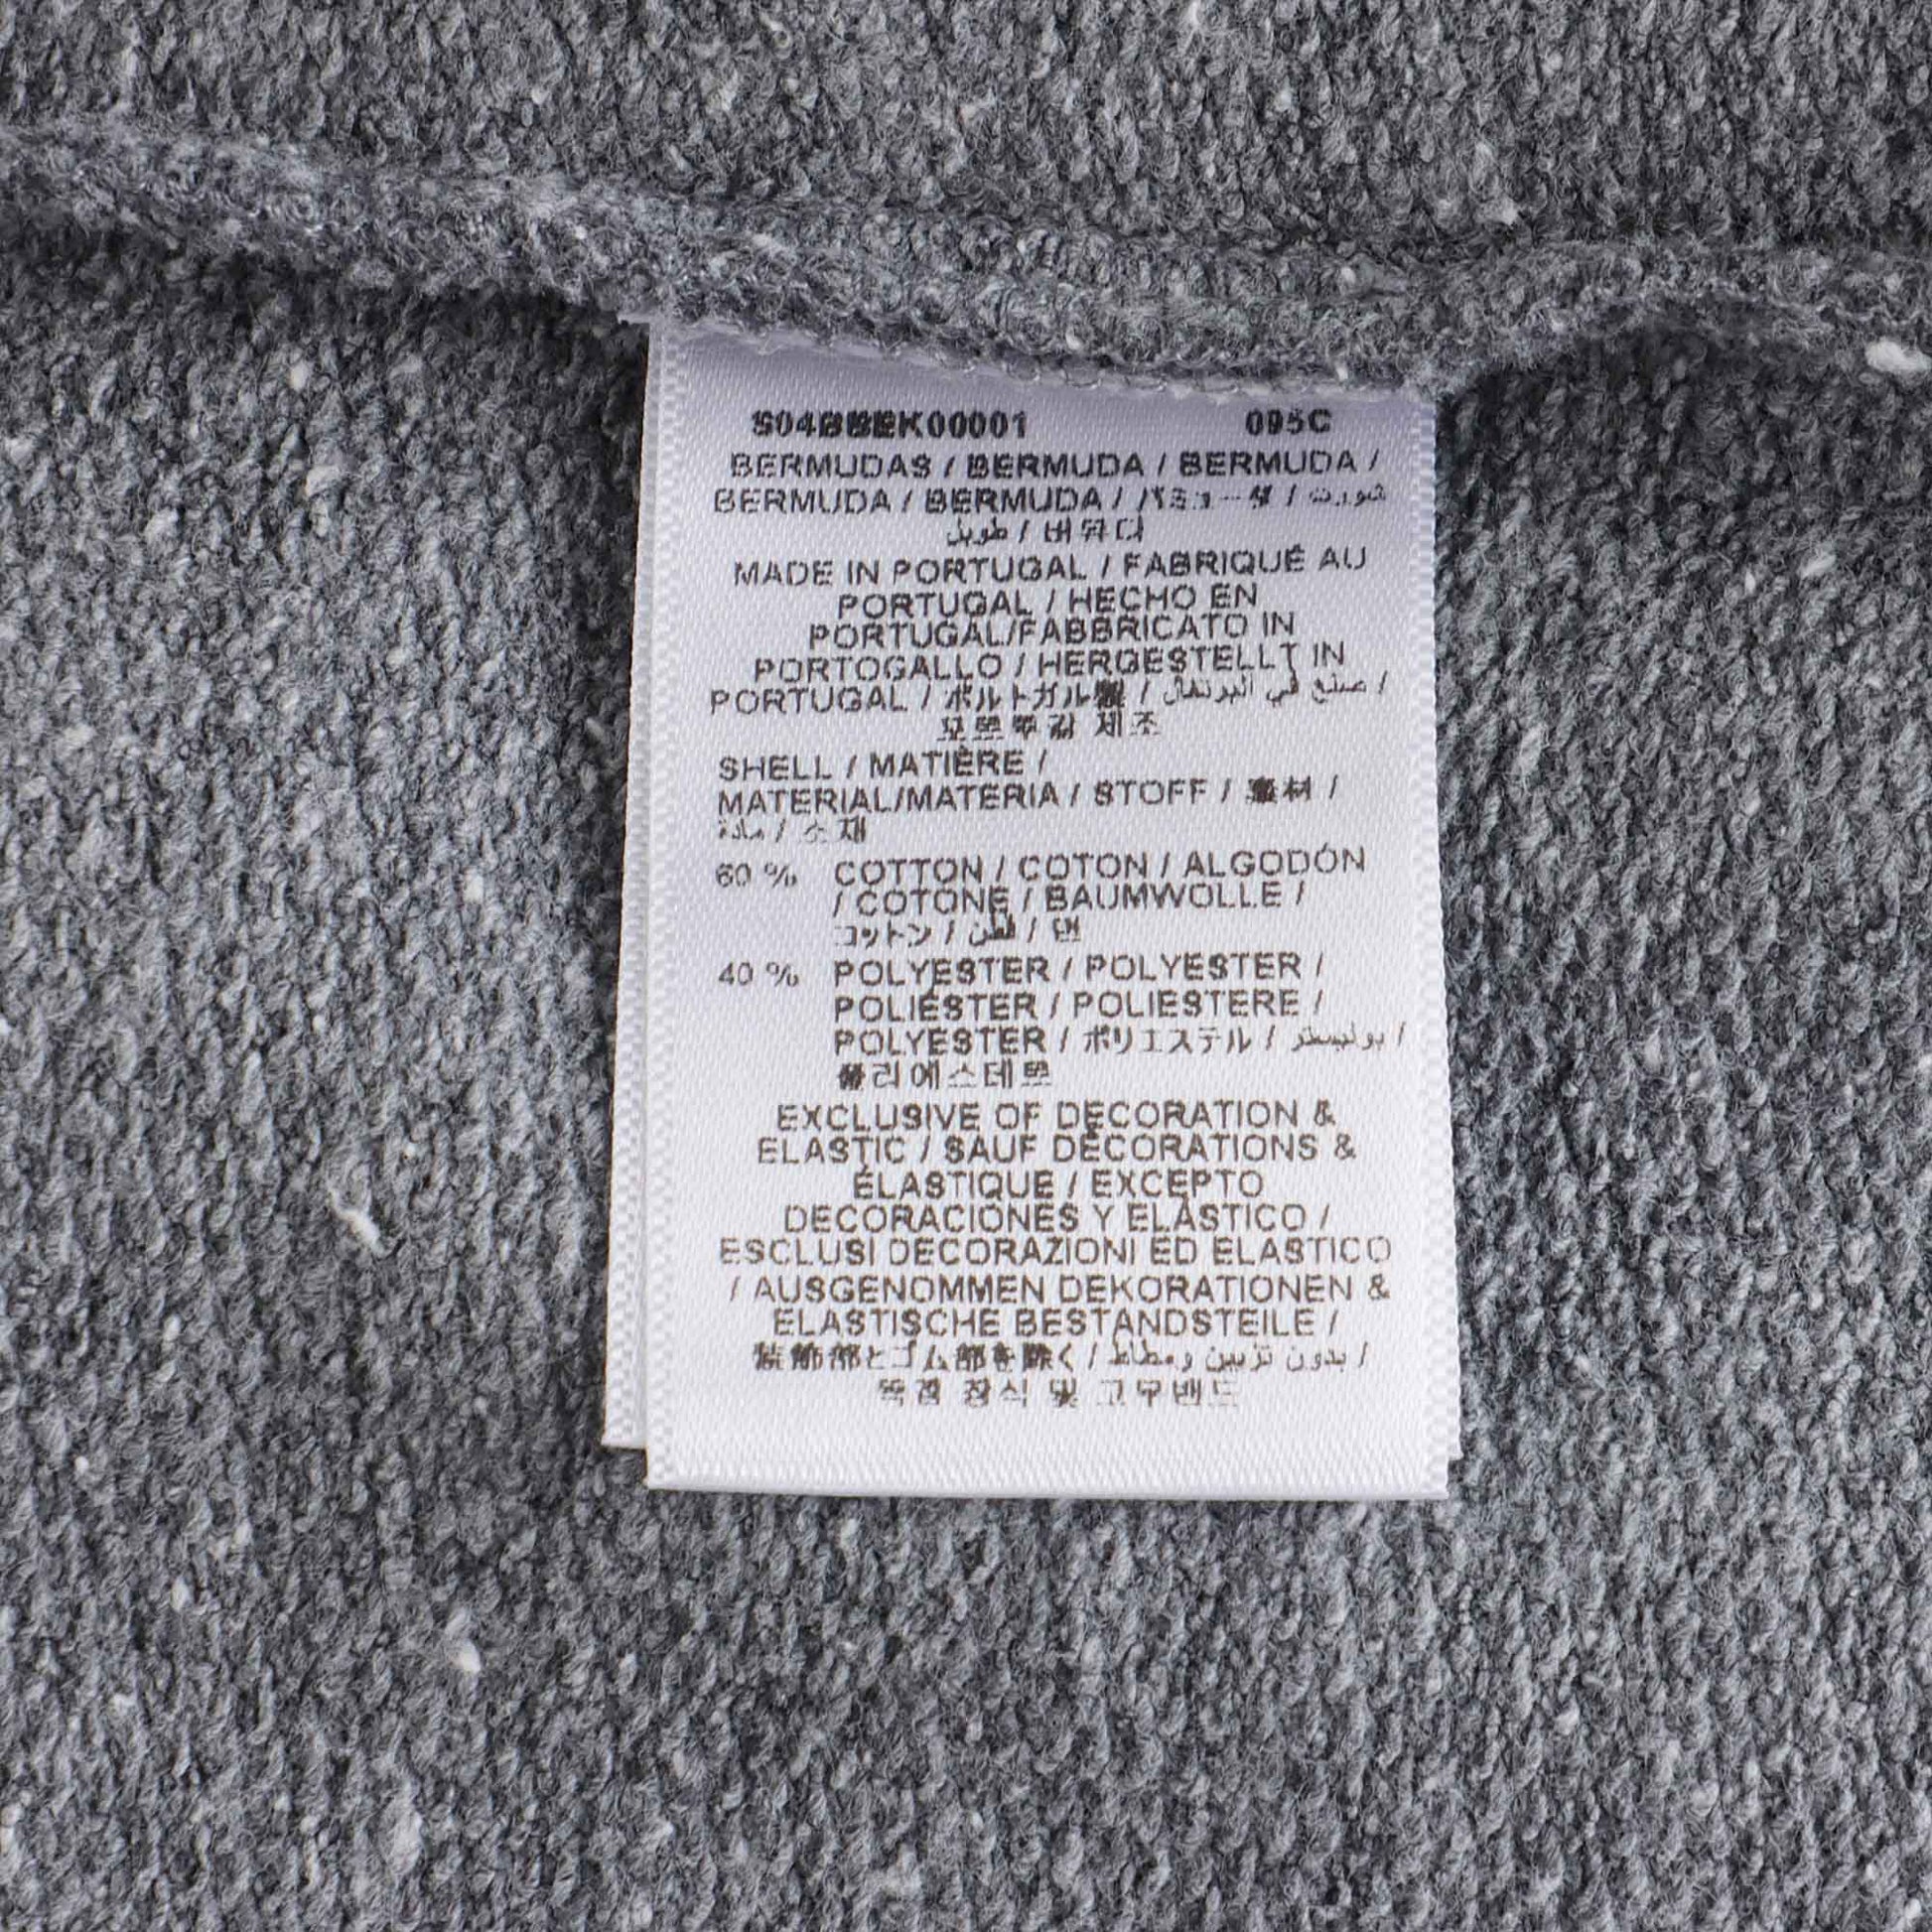 095C
BERMUDAS / BERMUDA / BERMUDA /
BERMUDA / BERMUDA / バミューダ / شورت
طويل / 버뮤다
MADE IN PORTUGAL / FABRIQUÉ AU
PORTUGAL / HECHO EN
PORTUGAL/FABBRICATO IN
PORTOGALLO / HERGESTELLT IN
PORTUGAL / ポルトガル製 / صنع في البرتغال /
포르투갈 제조
SHELL / MATIÈRE /
MATERIAL/MATERIA / STOFF / 素材 /
مادة / 소재
60 % COTTON / COTON / ALGODÓN
/ COTONE / BAUMWOLLE /
コットン / قطن / 면
40 % POLYESTER / POLYESTER /
POLIÉSTER / POLIESTERE /
POLYESTER / ポリエステル / بوليستر /
폴리에스테르
EXCLUSIVE OF DECORATION &
ELASTIC / SAUF DÉCORATIONS &
ÉLASTIQUE / EXCEPTO
DECORACIONES Y ELÁSTICO /
ESCLUSI DECORAZIONI ED ELASTICO
/ AUSGENOMMEN DEKORATIONEN &
ELASTISCHE BESTANDSTEILE /
装飾部とゴム部を除く / بدون تزيين ومطاط /
장식 및 고무밴드